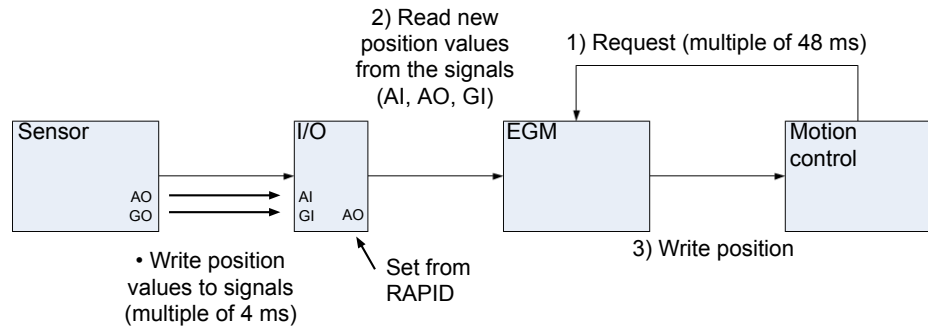 2) Read new
position values
from the signals
(AI, AO, GI)
1) Request (multiple of 48 ms)
Sensor
AO
GO
I/O
AI
GI
AO
EGM
Motion
control
3) Write position
• Write position
values to signals
(multiple of 4 ms)
Set from
RAPID